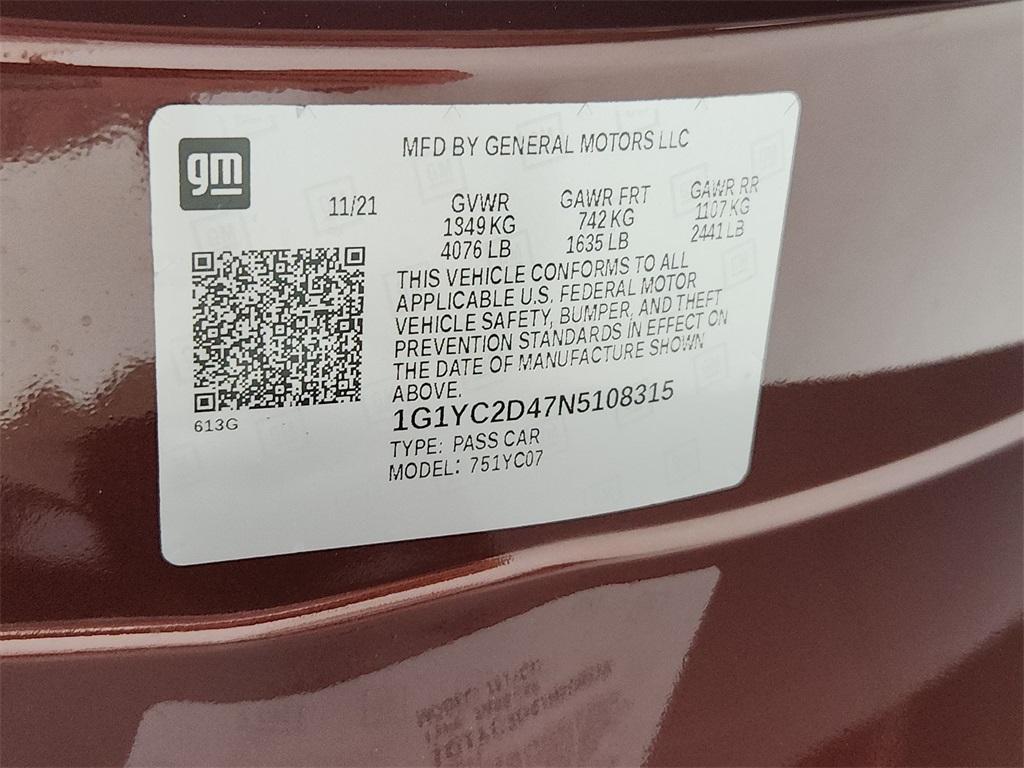 gm
MFD BY GENERAL MOTORS LLC
11/21
GVWR
1349 KG
4076 LB
GAWR FRT
742 KG
1635 LB
GAWR RR
1107 KG
2441 LB
THIS VEHICLE CONFORMS TO ALL
APPLICABLE U.S. FEDERAL MOTOR
VEHICLE SAFETY, BUMPER, AND THEFT
PREVENTION STANDARDS IN EFFECT ON
THE DATE OF MANUFACTURE SHOWN
ABOVE.
613G
1G1YC2D47N5108315
TYPE: PASS CAR
MODEL: 751YC07